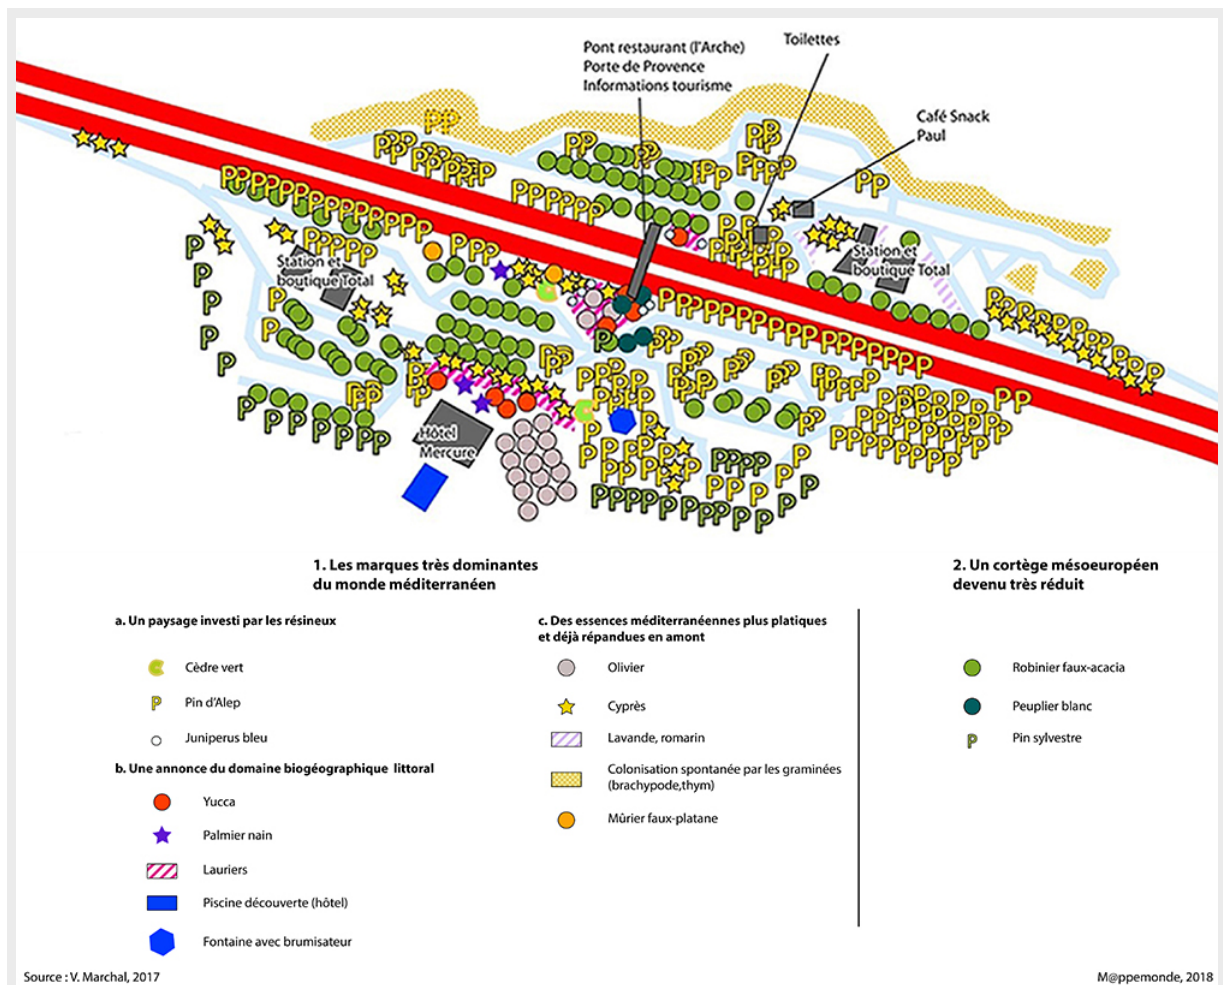 Pont restaurant (l'Arche)
Porte de Provence
Informations tourisme
Toilettes
Café Snack
Paul
Station et
boutique Total
Station et
boutique Total
Hôtel
Mercure
1. Les marques très dominantes
du monde méditerranéen
a. Un paysage investi par les résineux
Cèdre vert
Pin d'Alep
Juniperus bleu
b. Une annonce du domaine biogéographique littoral
Yucca
Palmier nain
Lauriers
Piscine découverte (hôtel)
Fontaine avec brumisateur
c. Des essences méditerranéennes plus platiques
et déjà répandues en amont
Olivier
Cyprès
Lavande, romarin
Colonisation spontanée par les graminées
(brachypode,thym)
Mûrier faux-platane
2. Un cortège mésoeuropéen
devenu très réduit
Robinier faux-acacia
Peuplier blanc
Pin sylvestre
Source : V. Marchal, 2017
M@ppemonde, 2018